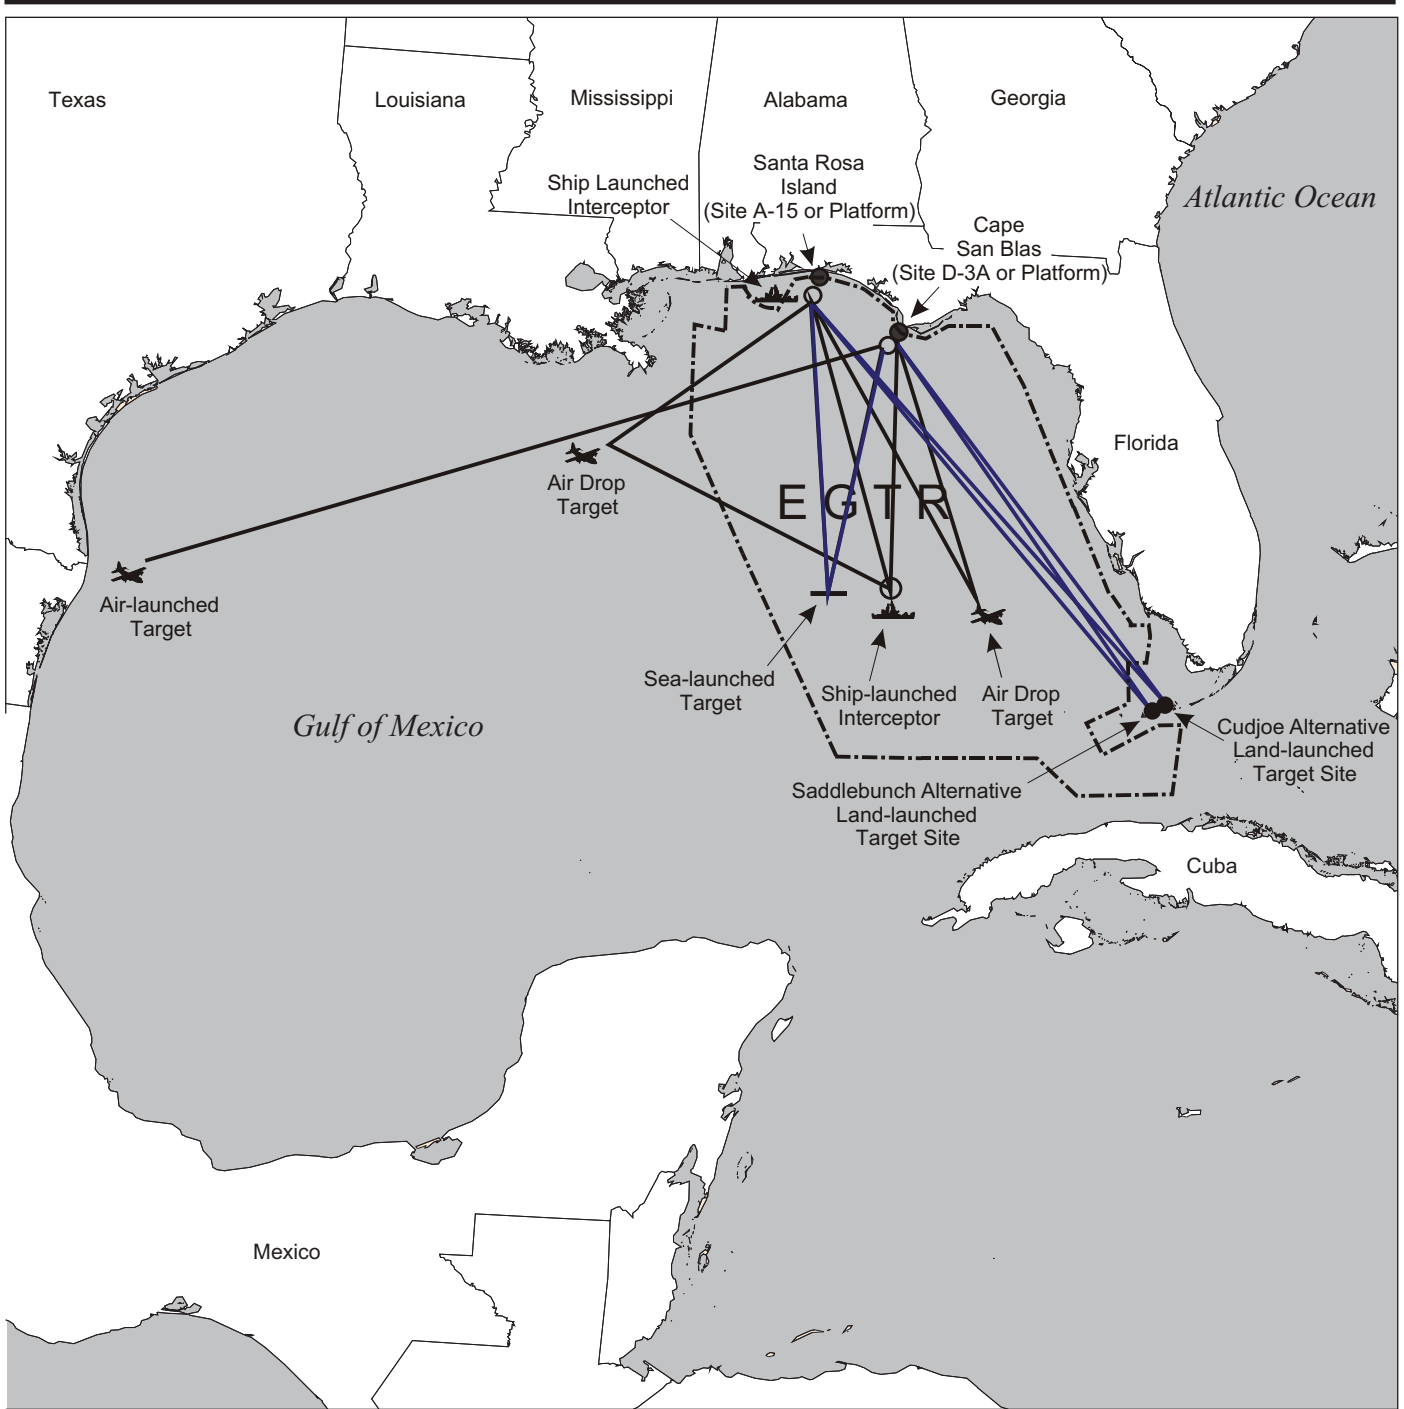 Texas
Louisiana
Mississippi
Alabama
Georgia
Santa Rosa
Island
(Site A-15 or Platform)
Ship Launched
Interceptor
Atlantic Ocean
Cape
San Blas
(Site D-3A or Platform)
Florida
Air Drop
Target
EGTR
Air-launched
Target
Sea-launched
Target
Ship-launched
Interceptor
Air Drop
Target
Gulf of Mexico
Cudjoe Alternative
Land-launched
Target Site
Saddlebunch Alternative
Land-launched
Target Site
Cuba
Mexico